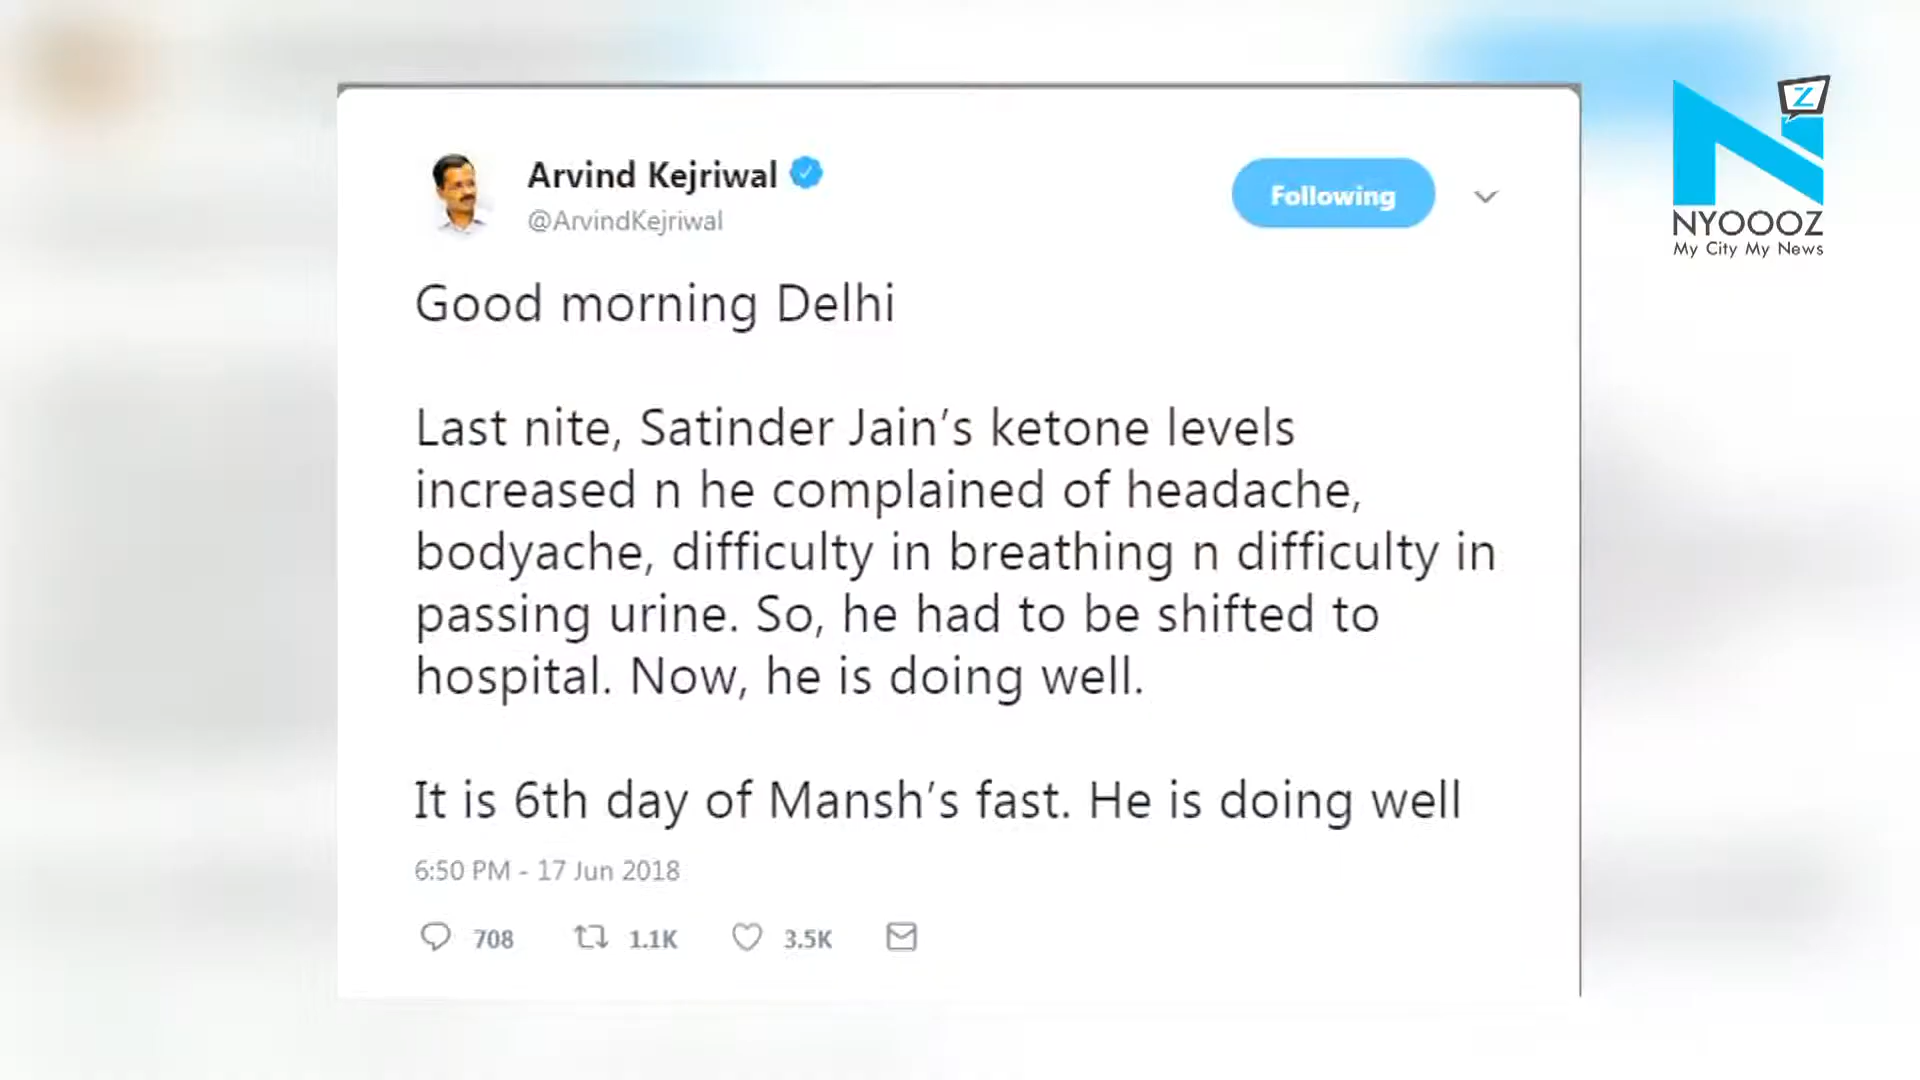 Arvind Kejriwal
@ArvindKejriwal
Following
Z
NYOOOZ
My City My News
Good morning Delhi
Last nite, Satinder Jain’s ketone levels
increased n he complained of headache,
bodyache, difficulty in breathing n difficulty in
passing urine. So, he had to be shifted to
hospital. Now, he is doing well.
It is 6th day of Mansh’s fast. He is doing well
6:50 PM - 17 Jun 2018
708 1.1K 3.5K